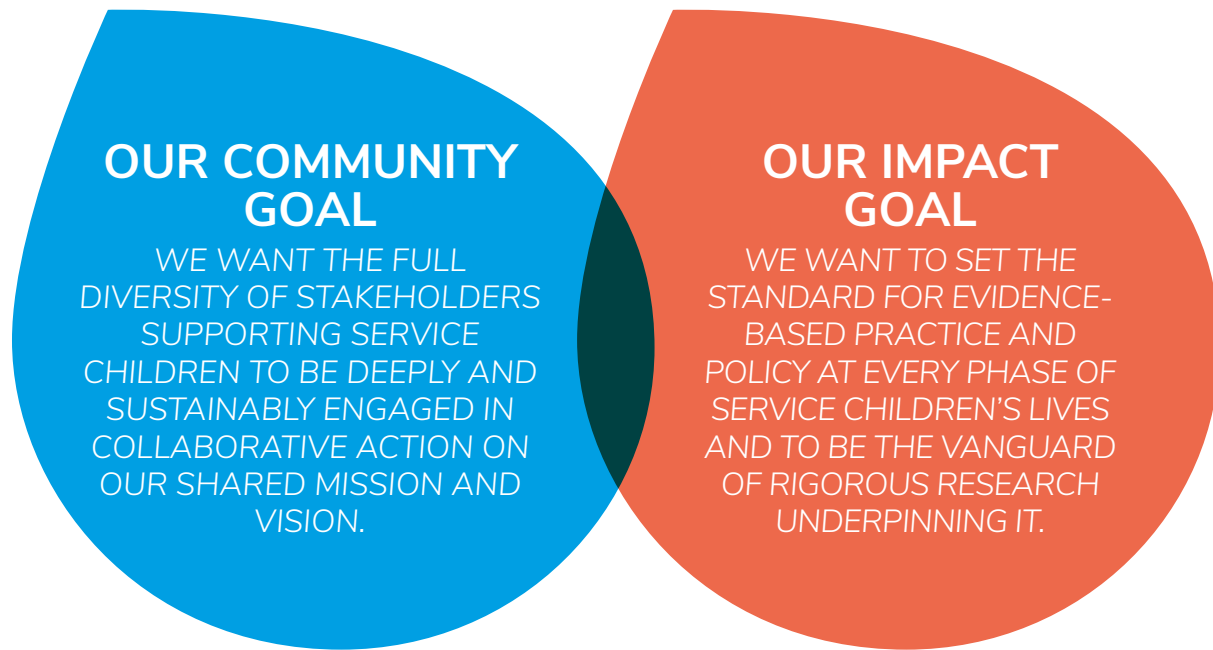 OUR COMMUNITY
GOAL
WE WANT THE FULL
DIVERSITY OF STAKEHOLDERS
SUPPORTING SERVICE
CHILDREN TO BE DEEPLY AND
SUSTAINABLY ENGAGED IN
COLLABORATIVE ACTION ON
OUR SHARED MISSION AND
VISION.
OUR IMPACT
GOAL
WE WANT TO SET THE
STANDARD FOR EVIDENCE-
BASED PRACTICE AND
POLICY AT EVERY PHASE OF
SERVICE CHILDREN’S LIVES
AND TO BE THE VANGUARD
OF RIGOROUS RESEARCH
UNDERPINNING IT.